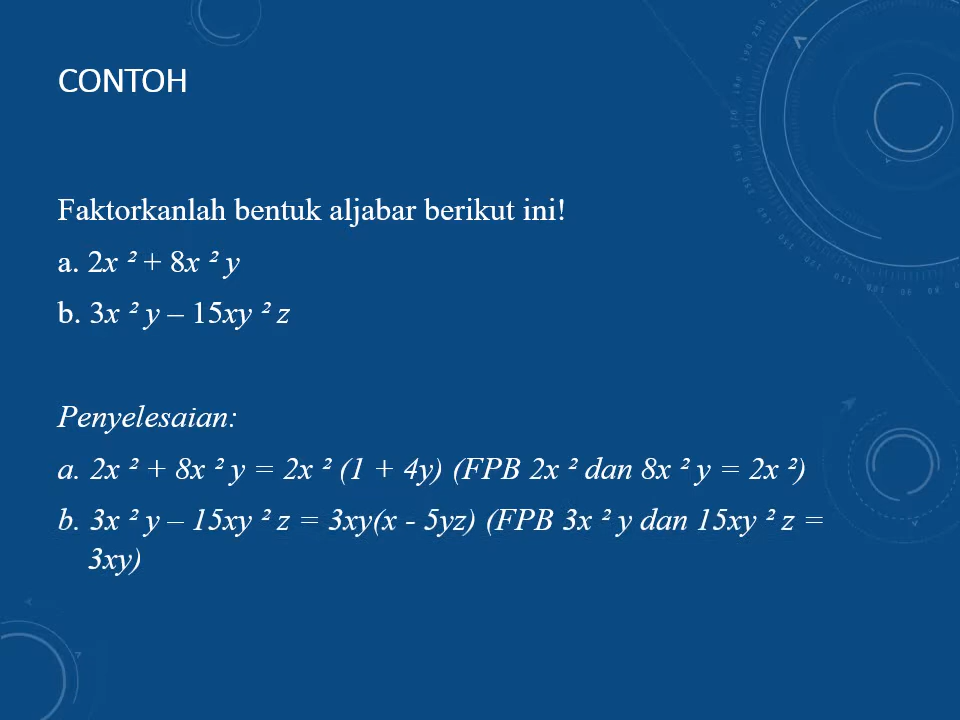 CONTOH
Faktorkanlah bentuk aljabar berikut ini!
a. 2x ² + 8x ² y
b. 3x ² y – 15xy ² z
Penyelesaian:
a. 2x ² + 8x ² y = 2x ² (1 + 4y) (FPB 2x ² dan 8x ² y = 2x ²)
b. 3x ² y – 15xy ² z = 3xy(x - 5yz) (FPB 3x ² y dan 15xy ² z =
3xy)